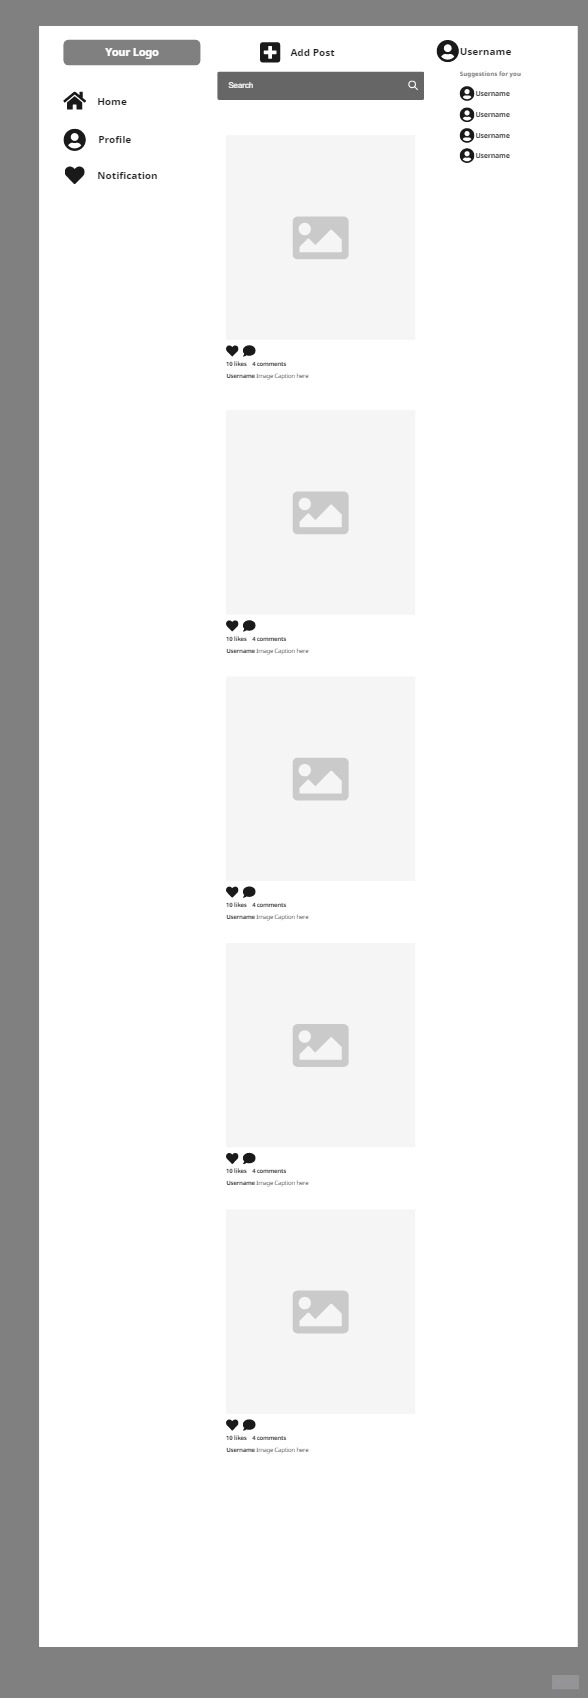 Your Logo
Home
Profile
Notification
Add Post
Search
10 likes 4 comments
Username Image Caption here
10 likes 4 comments
Username Image Caption here
10 likes 4 comments
Username Image Caption here
10 likes 4 comments
Username Image Caption here
10 likes 4 comments
Username Image Caption here
Username
Suggestions for you
Username
Username
Username
Username